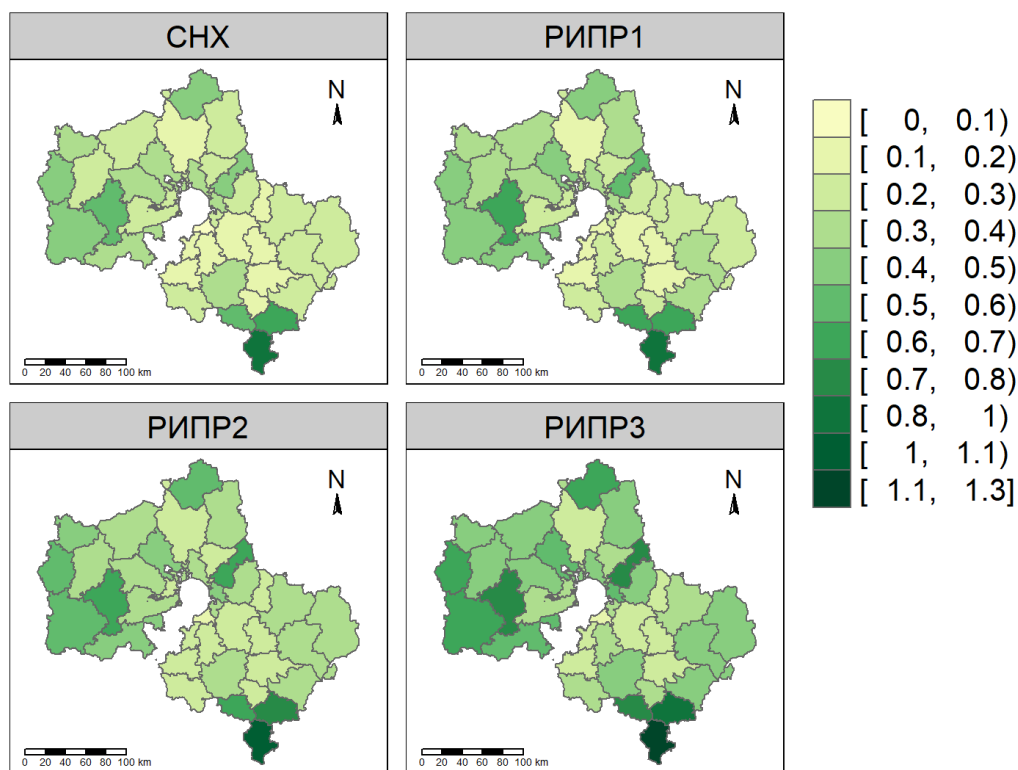 СНХ
РИПР1
N
N
0 20 40 60 80 100 km
0 20 40 60 80 100 km
РИПР2
РИПР3
N
N
0 20 40 60 80 100 km
0 20 40 60 80 100 km
[ 0, 0.1)
[ 0.1, 0.2)
[ 0.2, 0.3)
[ 0.3, 0.4)
[ 0.4, 0.5)
[ 0.5, 0.6)
[ 0.6, 0.7)
[ 0.7, 0.8)
[ 0.8, 1)
[ 1, 1.1)
[ 1.1, 1.3]